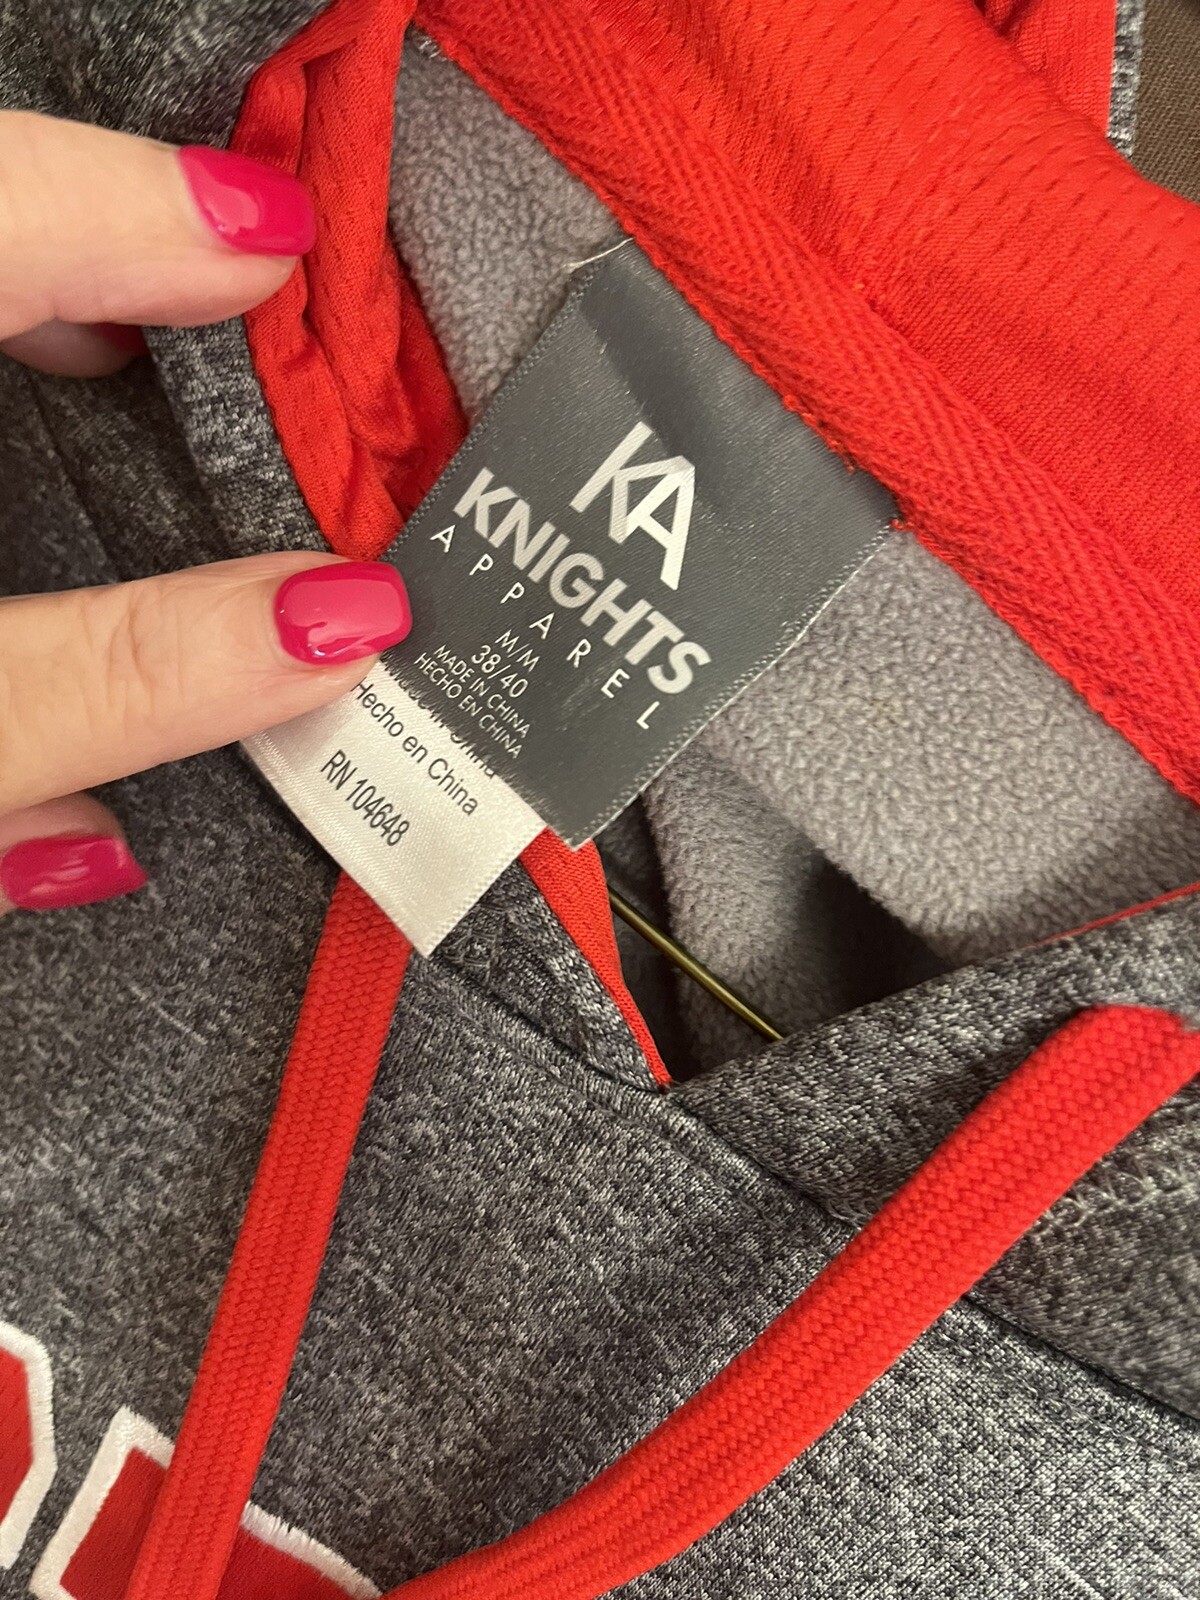 KA
KNIGHTS
APPAREL
M/M
38/40
MADE IN CHINA
HECHO EN CHINA
Hecho en China
RN 104648